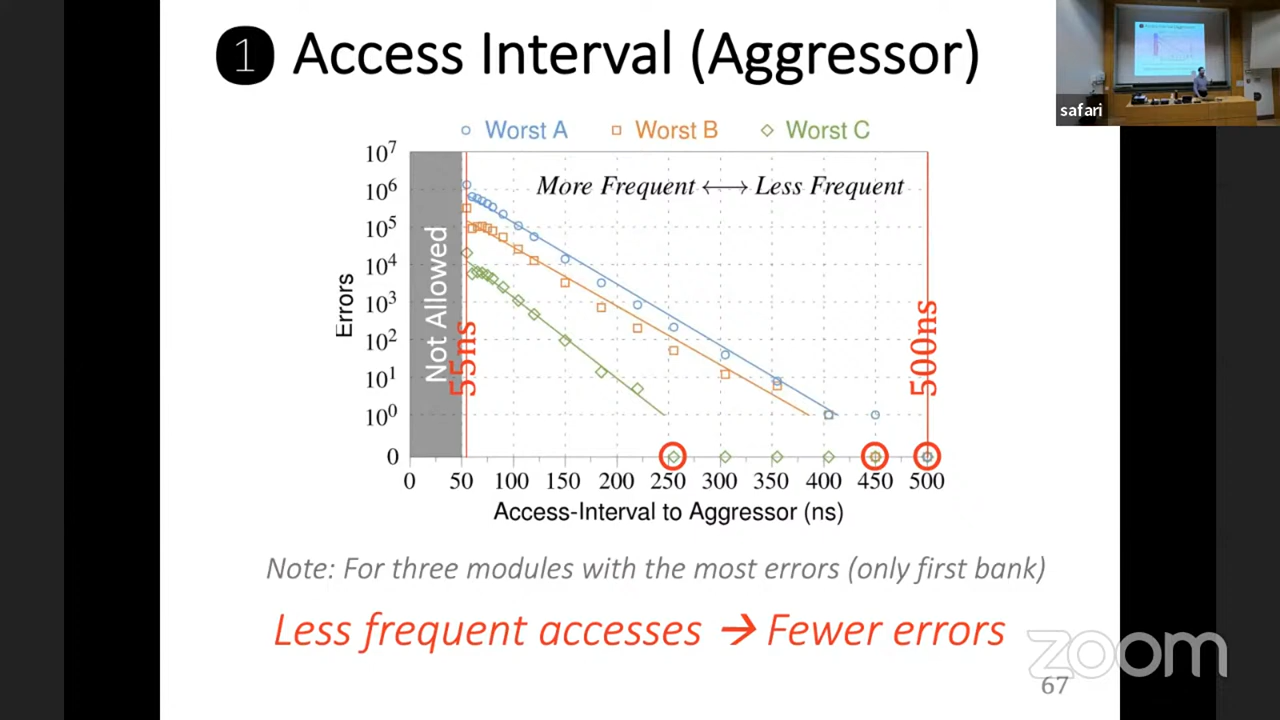 1 Access Interval (Aggressor)
safari
Worst A Worst B Worst C
More Frequent ⟷ Less Frequent
10⁷
10⁶
10⁵
10⁴
10³
10²
10¹
10⁰
0
Errors
Not Allowed
55ns
500ns
0 50 100 150 200 250 300 350 400 450 500
Access-Interval to Aggressor (ns)
Note: For three modules with the most errors (only first bank)
Less frequent accesses → Fewer errors
zoom
67